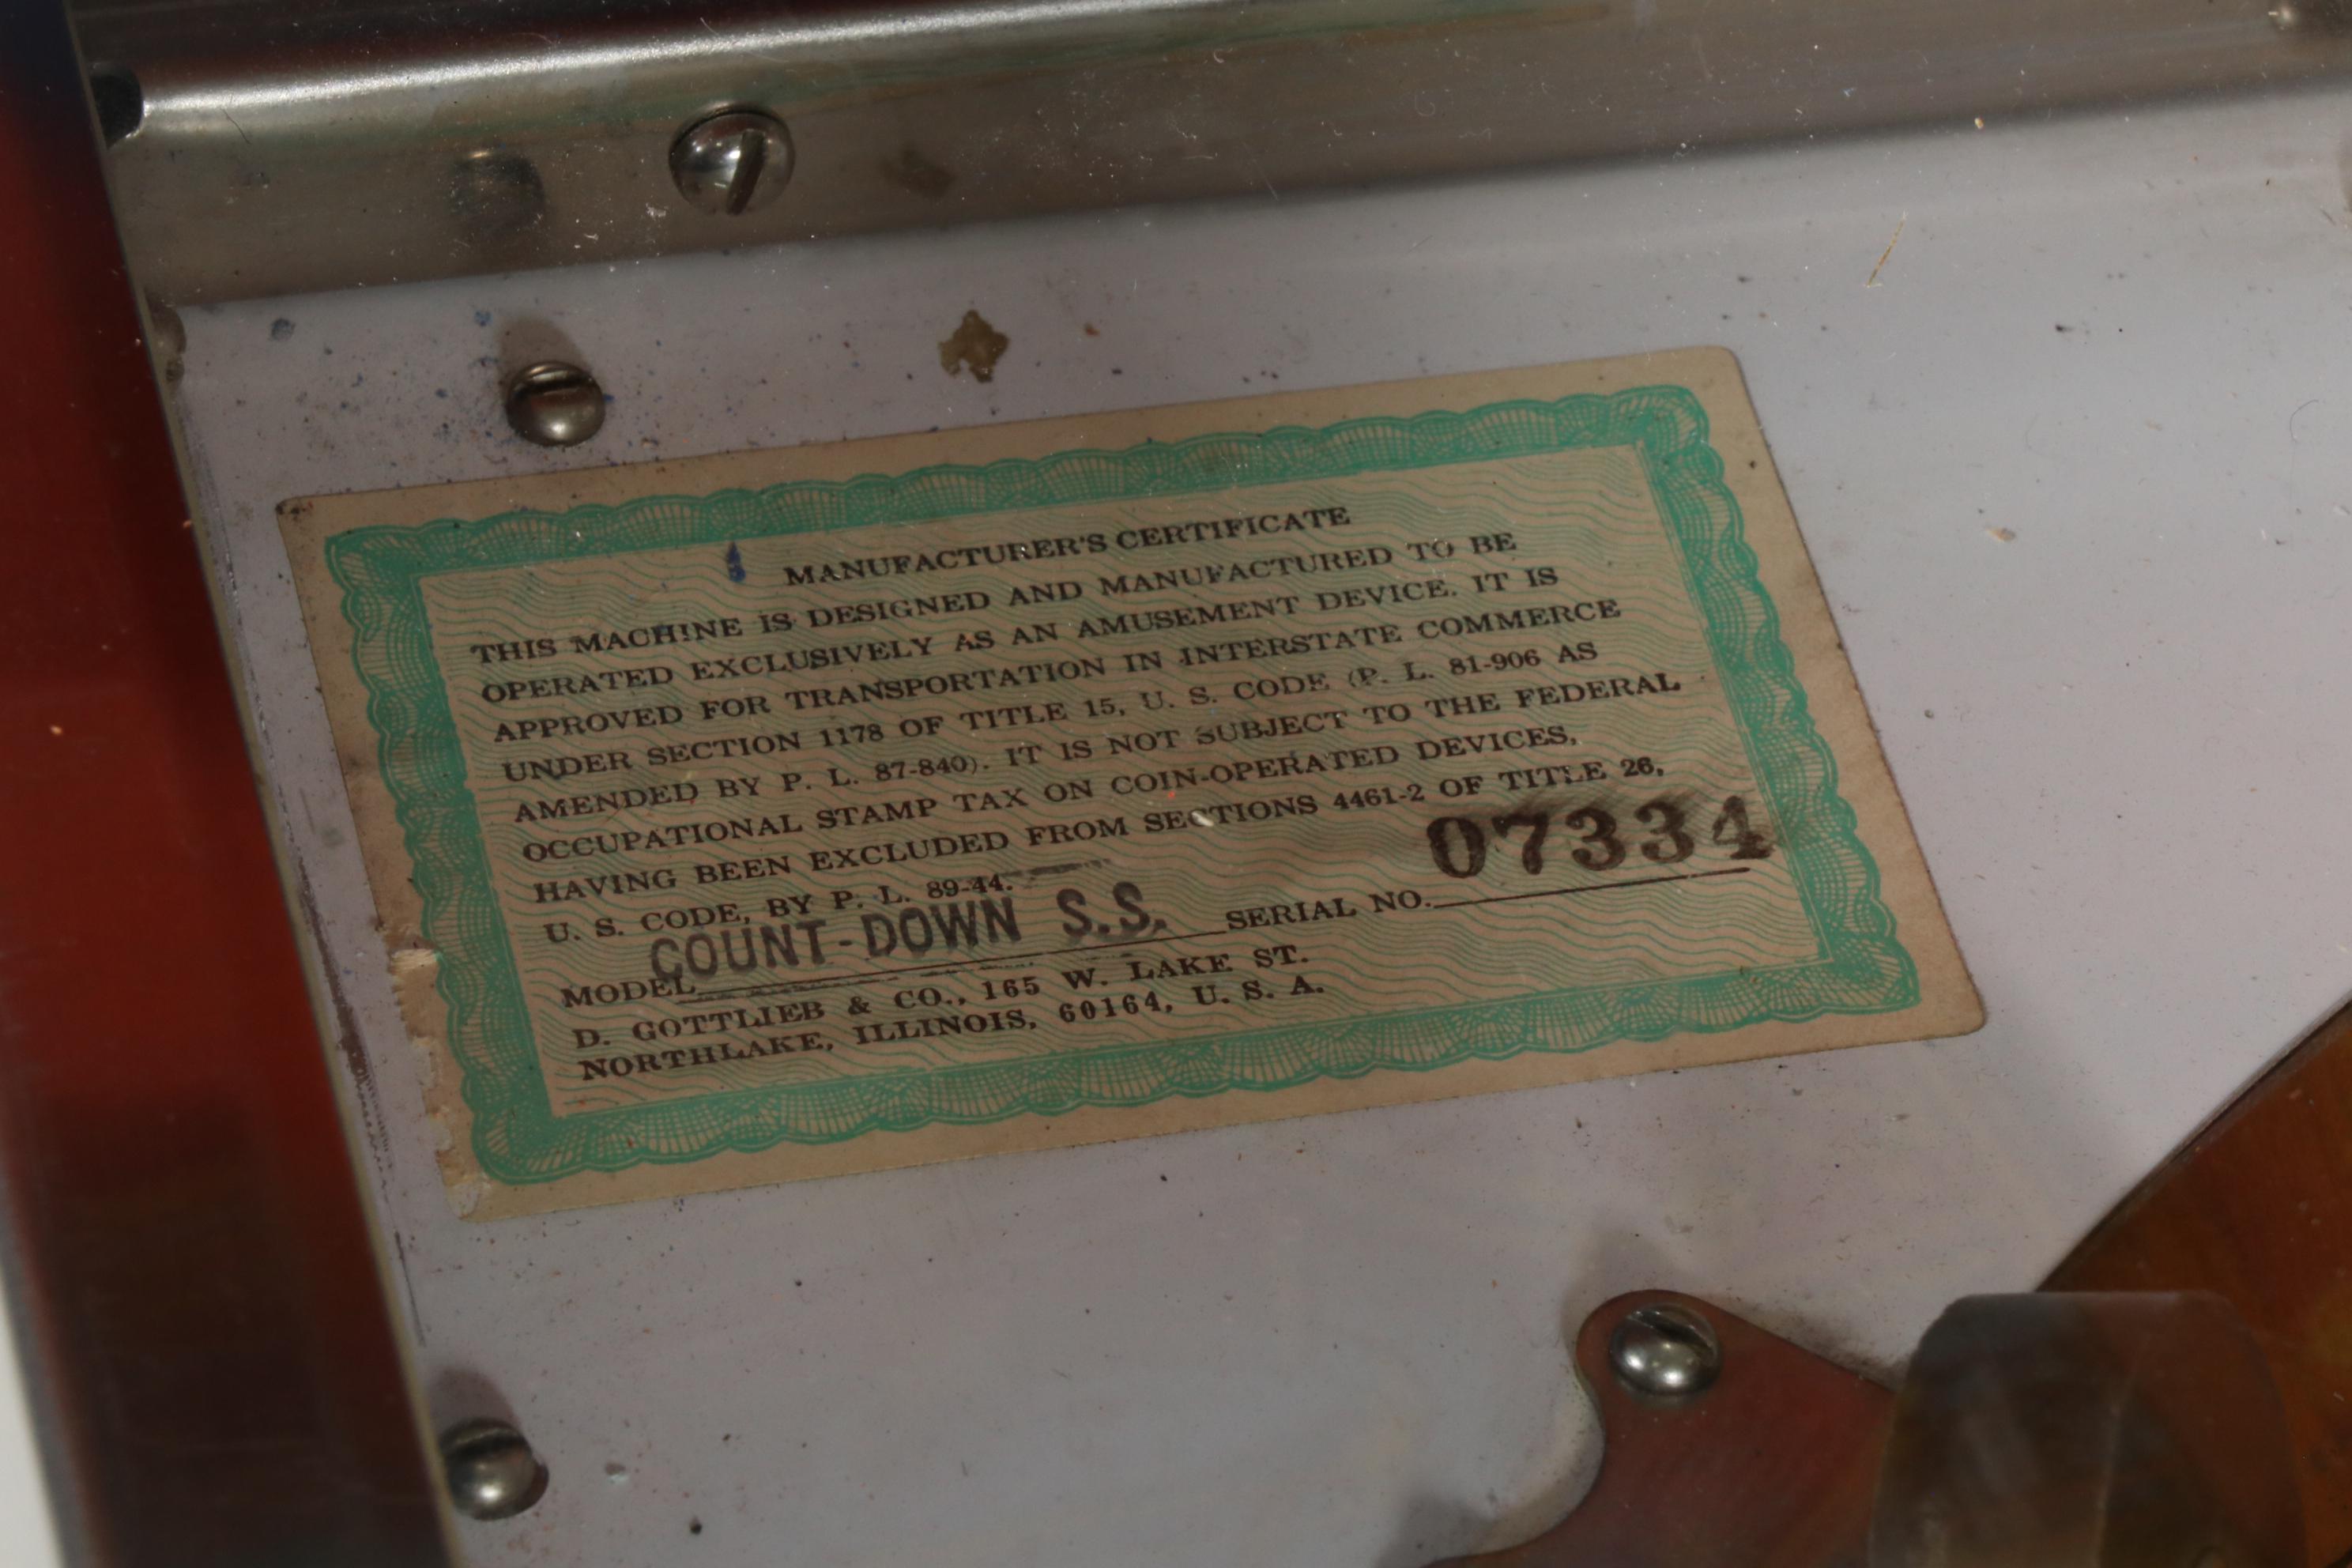 MANUFACTURER'S CERTIFICATE
THIS MACHINE IS DESIGNED AND MANUFACTURED TO BE
OPERATED EXCLUSIVELY AS AN AMUSEMENT DEVICE. IT IS
APPROVED FOR TRANSPORTATION IN INTERSTATE COMMERCE
UNDER SECTION 1178 OF TITLE 15, U. S. CODE (P. L. 81-906 AS
AMENDED BY P. L. 87-840). IT IS NOT SUBJECT TO THE FEDERAL
OCCUPATIONAL STAMP TAX ON COIN-OPERATED DEVICES,
HAVING BEEN EXCLUDED FROM SECTIONS 4461-2 OF TITLE 26,
U. S. CODE, BY P. L. 89-44.
MODEL COUNT-DOWN S.S. SERIAL NO. 07334
D. GOTTLIEB & CO., 165 W. LAKE ST.
NORTHLAKE, ILLINOIS, 60164, U. S. A.